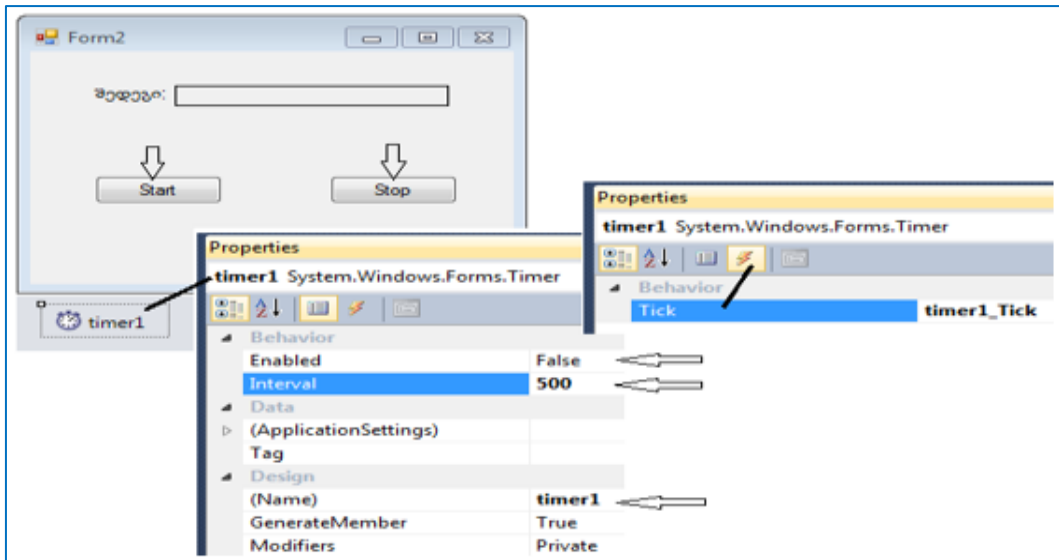 Form2
შედეგი:
Start
Stop
timer1
Properties
timer1 System.Windows.Forms.Timer
Behavior
Enabled False
Interval 500
Data
(ApplicationSettings)
Tag
Design
(Name) timer1
GenerateMember True
Modifiers Private
Properties
timer1 System.Windows.Forms.Timer
Behavior
Tick timer1_Tick